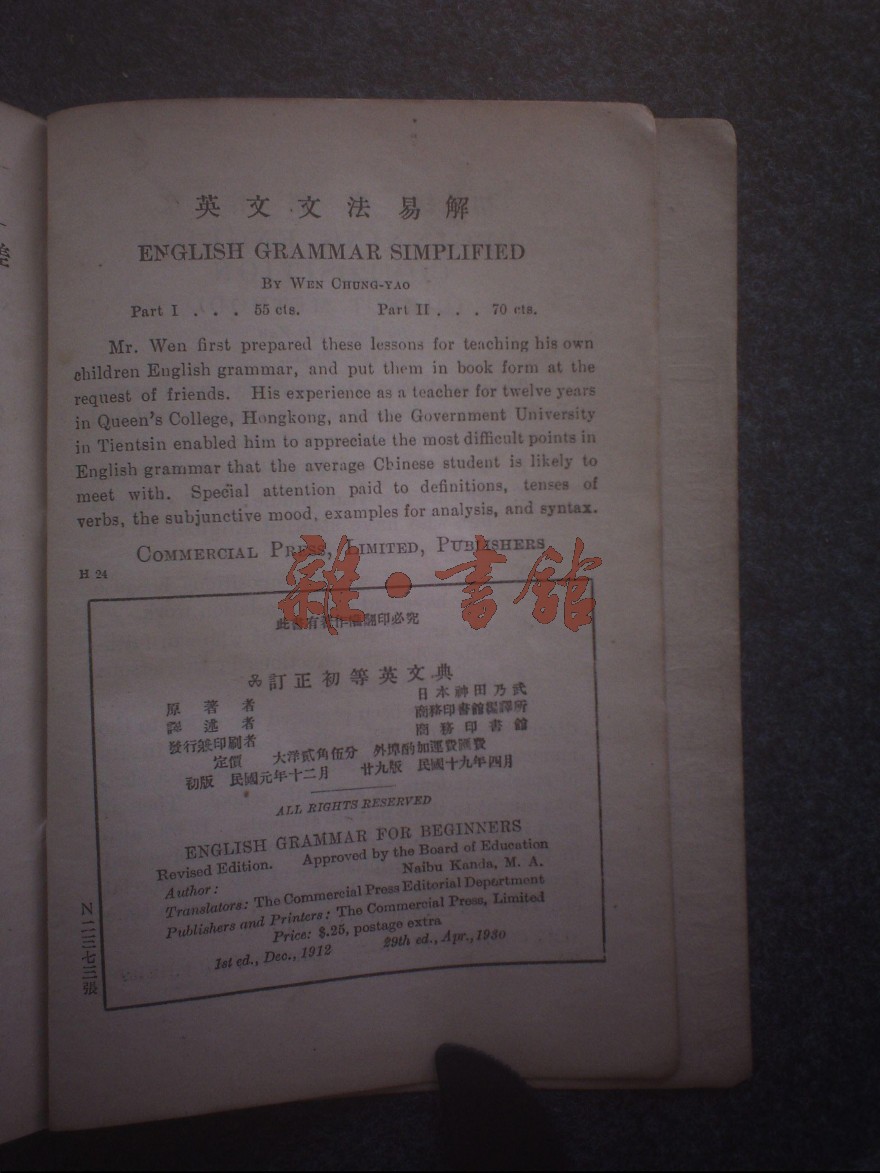 英文文法易解
ENGLISH GRAMMAR SIMPLIFIED
BY WEN CHUNG-YAO
Part I . . . 55 cts. Part II . . . 70 cts.
Mr. Wen first prepared these lessons for teaching his own
children English grammar, and put them in book form at the
request of friends. His experience as a teacher for twelve years
in Queen's College, Hongkong, and the Government University
in Tientsin enabled him to appreciate the most difficult points in
English grammar that the average Chinese student is likely to
meet with. Special attention paid to definitions, tenses of
verbs, the subjunctive mood, examples for analysis, and syntax.
COMMERCIAL PRESS, LIMITED, PUBLISHERS
H 24
雜·書館
此書有著作權翻印必究
訂正初等英文典
原著者 日本神田乃武
譯述者 商務印書館編譯所
發行兼印刷者 商務印書館
定價 大洋貳角伍分 外埠酌加運費匯費
初版 民國元年十二月 廿九版 民國十九年四月
ALL RIGHTS RESERVED
ENGLISH GRAMMAR FOR BEGINNERS
Revised Edition. Approved by the Board of Education
Author: Naibu Kanda, M. A.
Translators: The Commercial Press Editorial Department
Publishers and Printers: The Commercial Press, Limited
Price: $.25, postage extra
1st ed., Dec., 1912 29th ed., Apr., 1930